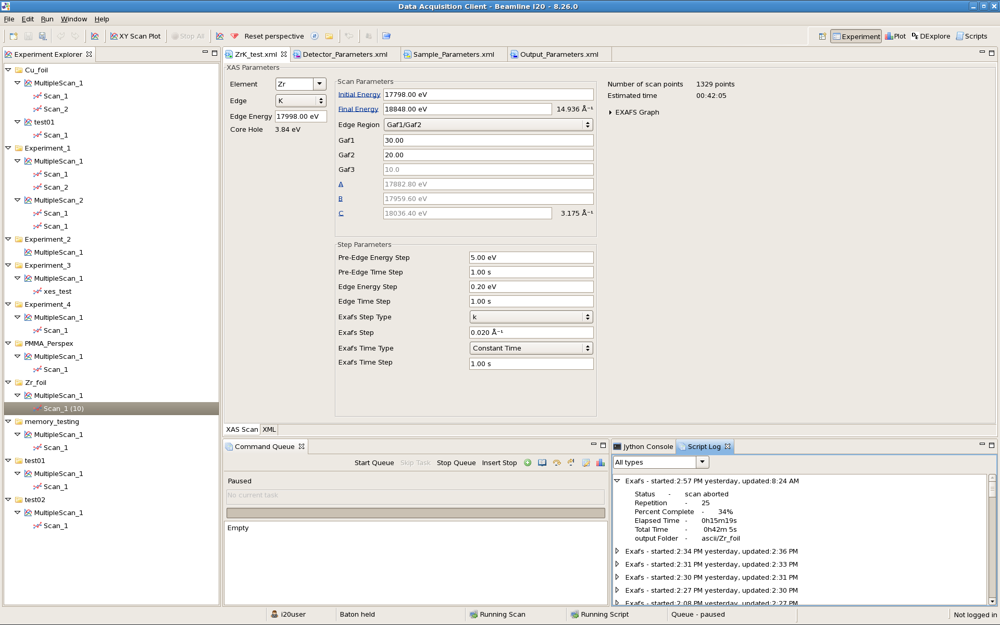 Data Acquisition Client - Beamline I20 - 8.26.0
File Edit Run Window Help
XY Scan Plot Stop All Reset perspective Experiment Plot DExplore Scripts
Experiment Explorer
Cu_foil
MultipleScan_1
Scan_1
Scan_2
test01
Scan_1
Experiment_1
MultipleScan_1
Scan_1
Scan_2
MultipleScan_2
Scan_1
Scan_1
Experiment_2
MultipleScan_1
Experiment_3
MultipleScan_1
xes_test
Experiment_4
MultipleScan_1
Scan_1
PMMA_Perspex
MultipleScan_1
Scan_1
Zr_foil
MultipleScan_1
Scan_1 (10)
memory_testing
MultipleScan_1
Scan_1
test01
MultipleScan_1
Scan_1
test02
MultipleScan_1
Scan_1
ZrK_test.xml Detector_Parameters.xml Sample_Parameters.xml Output_Parameters.xml
XAS Parameters
Element Zr
Edge K
Edge Energy 17998.00 eV
Core Hole 3.84 eV
Scan Parameters
Initial Energy 17798.00 eV
Final Energy 18848.00 eV 14.936 Å⁻¹
Edge Region Gaf1/Gaf2
Gaf1 30.00
Gaf2 20.00
Gaf3 10.0
A 17882.80 eV
B 17959.60 eV
C 18036.40 eV 3.175 Å⁻¹
Step Parameters
Pre-Edge Energy Step 5.00 eV
Pre-Edge Time Step 1.00 s
Edge Energy Step 0.20 eV
Edge Time Step 1.00 s
Exafs Step Type k
Exafs Step 0.020 Å⁻¹
Exafs Time Type Constant Time
Exafs Time Step 1.00 s
Number of scan points 1329 points
Estimated time 00:42:05
EXAFS Graph
XAS Scan XML
Command Queue
Start Queue Skip Task Stop Queue Insert Stop
Paused
No current task
Empty
Jython Console Script Log
All types
Exafs - started:2:57 PM yesterday, updated:8:24 AM
Status - scan aborted
Repetition - 25
Percent Complete - 34%
Elapsed Time - 0h15m19s
Total Time - 0h42m 5s
output Folder - ascii/Zr_foil
Exafs - started:2:34 PM yesterday, updated:2:36 PM
Exafs - started:2:31 PM yesterday, updated:2:33 PM
Exafs - started:2:30 PM yesterday, updated:2:31 PM
Exafs - started:2:27 PM yesterday, updated:2:30 PM
Exafs - started:2:08 PM yesterday, updated:2:27 PM
i20user Baton held Running Scan Running Script Queue - paused Not logged in